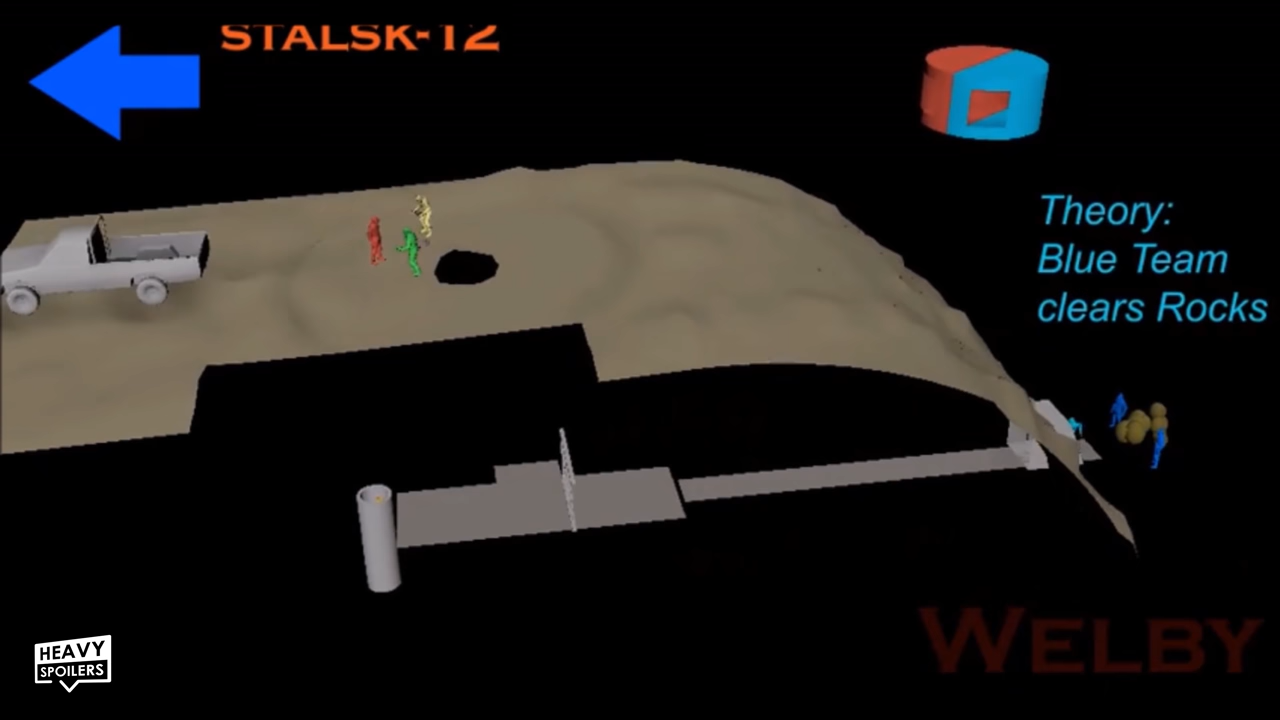 STALSK-12
Theory:
Blue Team
clears Rocks
HEAVY
SPOILERS
WELBY